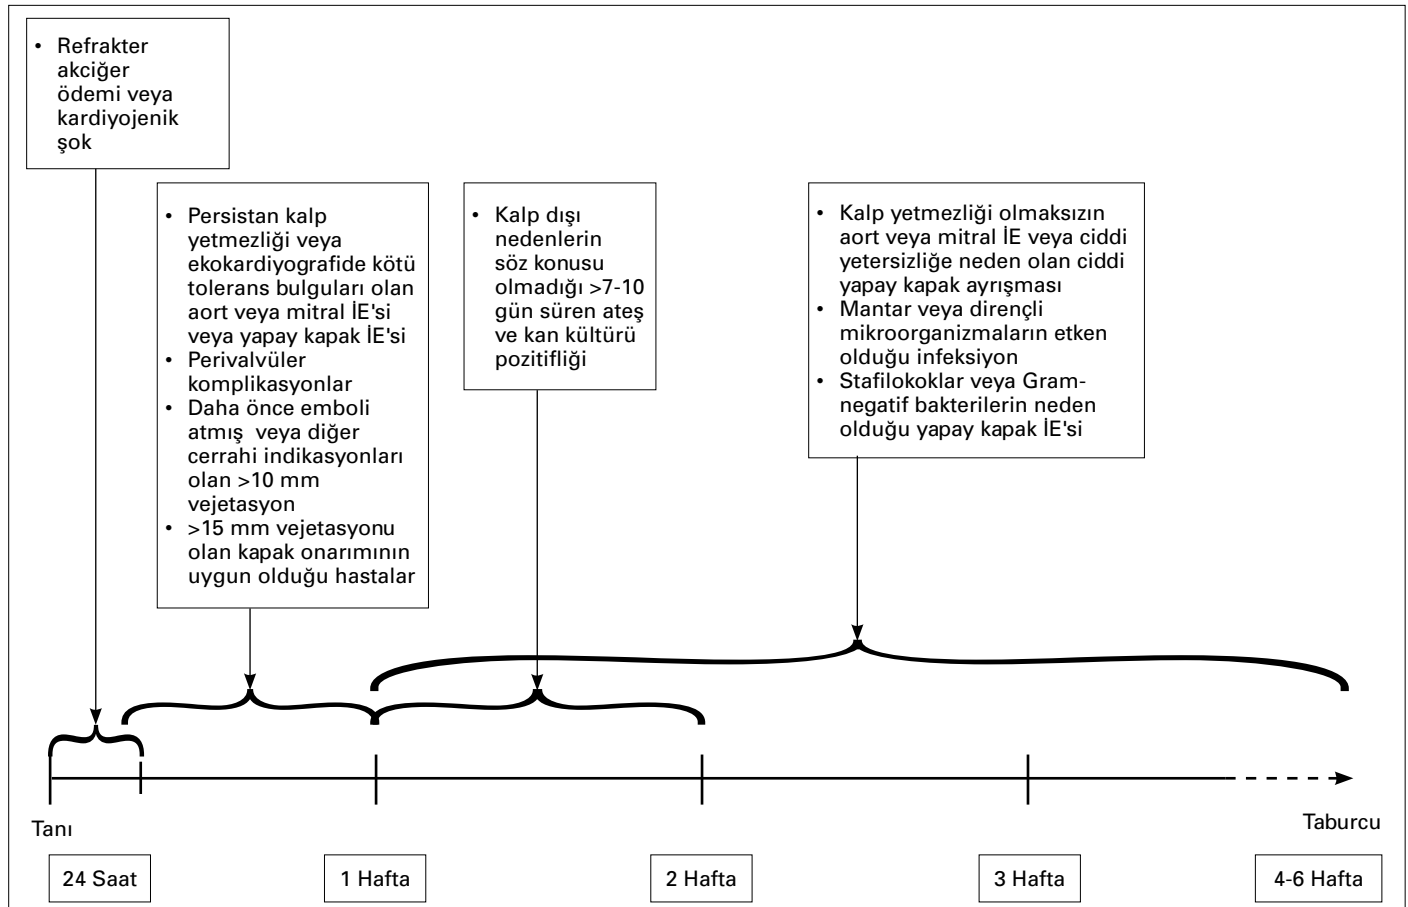 • Refrakter
akciğer
ödemi veya
kardiyojenik
şok
• Persistan kalp
yetmezliği veya
ekokardiyografide kötü
tolerans bulguları olan
aort veya mitral İE'si
veya yapay kapak İE'si
• Perivalvüler
komplikasyonlar
• Daha önce emboli
atmış veya diğer
cerrahi indikasyonları
olan >10 mm
vejetasyon
• >15 mm vejetasyonu
olan kapak onarımının
uygun olduğu hastalar
• Kalp dışı
nedenlerin
söz konusu
olmadığı >7-10
gün süren ateş
ve kan kültürü
pozitifliği
• Kalp yetmezliği olmaksızın
aort veya mitral İE veya ciddi
yetersizliğe neden olan ciddi
yapay kapak ayrışması
• Mantar veya dirençli
mikroorganizmaların etken
olduğu infeksiyon
• Stafilokoklar veya Gram-
negatif bakterilerin neden
olduğu yapay kapak İE'si
Tanı
Taburcu
24 Saat
1 Hafta
2 Hafta
3 Hafta
4-6 Hafta